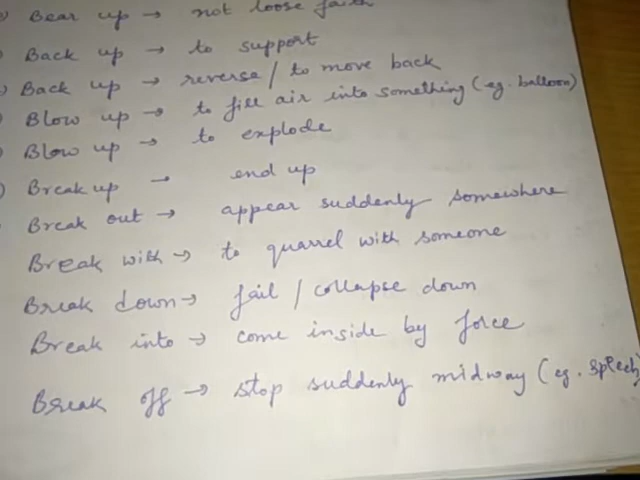 Bear up → not loose faith
Back up → to support
Back up → reverse / to move back
Blow up → to fill air into something (eg. balloon)
Blow up → to explode
Break up → end up
Break out → appear suddenly somewhere
Break with → to quarrel with someone
Break down → fail / collapse down
Break into → come inside by force
Break off → stop suddenly midway (eg. speech)